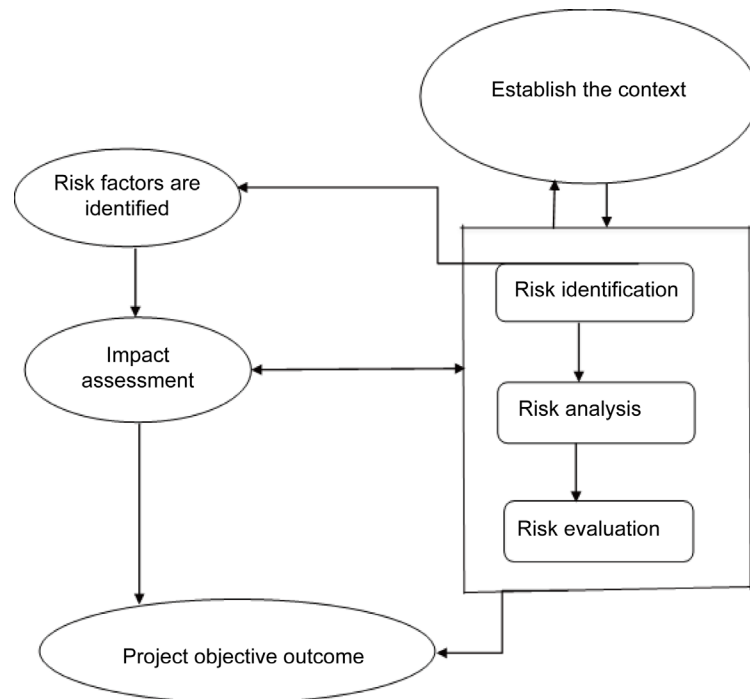 Establish the context
Risk factors are
identified
Risk identification
Impact
assessment
Risk analysis
Risk evaluation
Project objective outcome